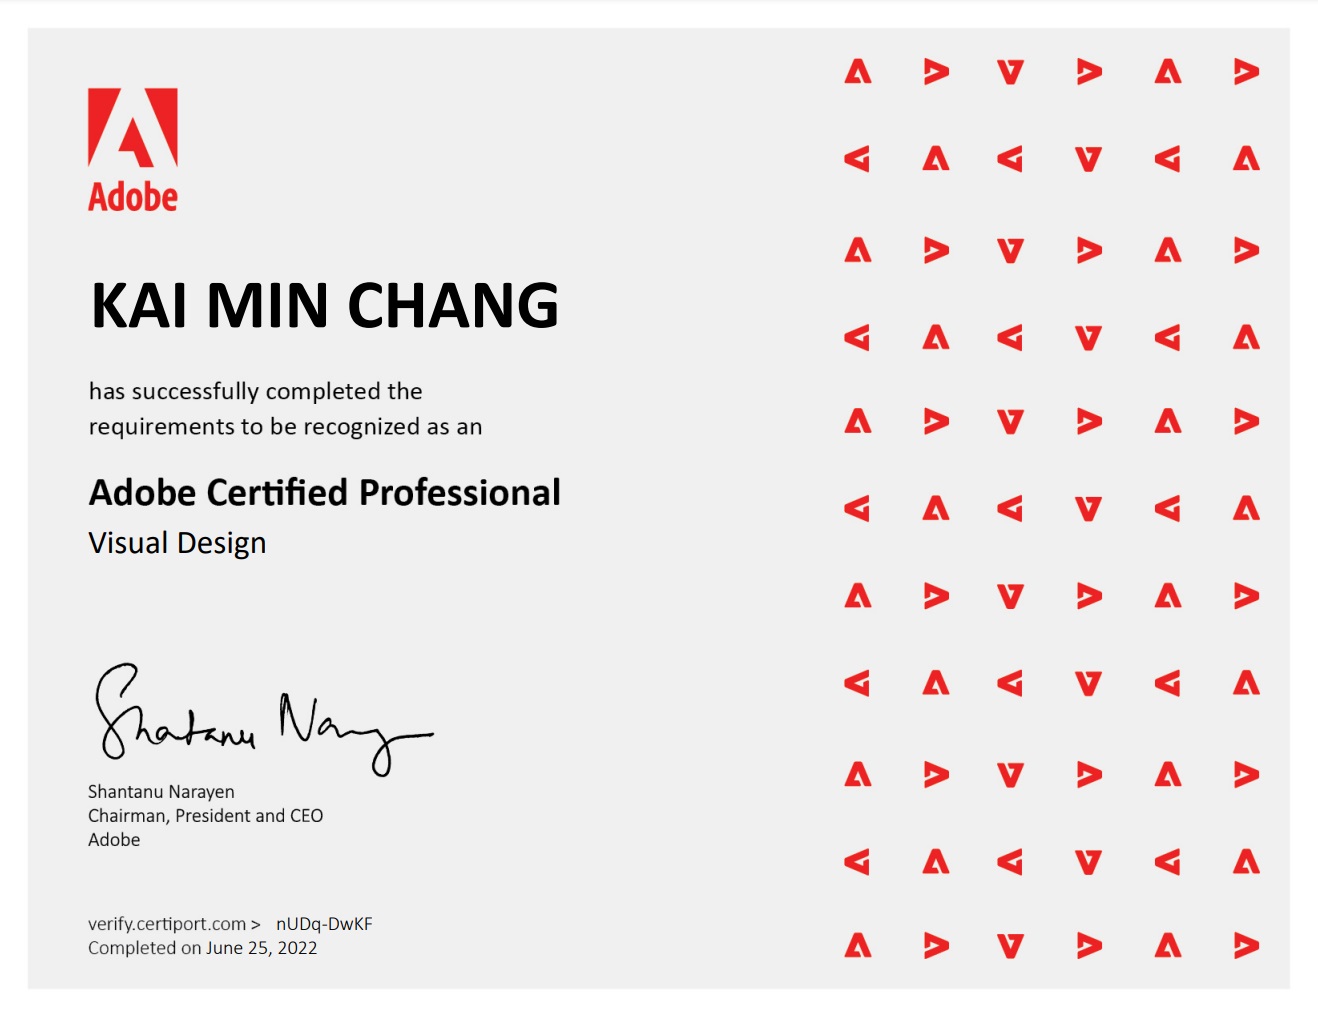 Adobe
KAI MIN CHANG
has successfully completed the
requirements to be recognized as an
Adobe Certified Professional
Visual Design
Shantanu Narayen
Shantanu Narayen
Chairman, President and CEO
Adobe
verify.certiport.com > nUDq-DwKF
Completed on June 25, 2022